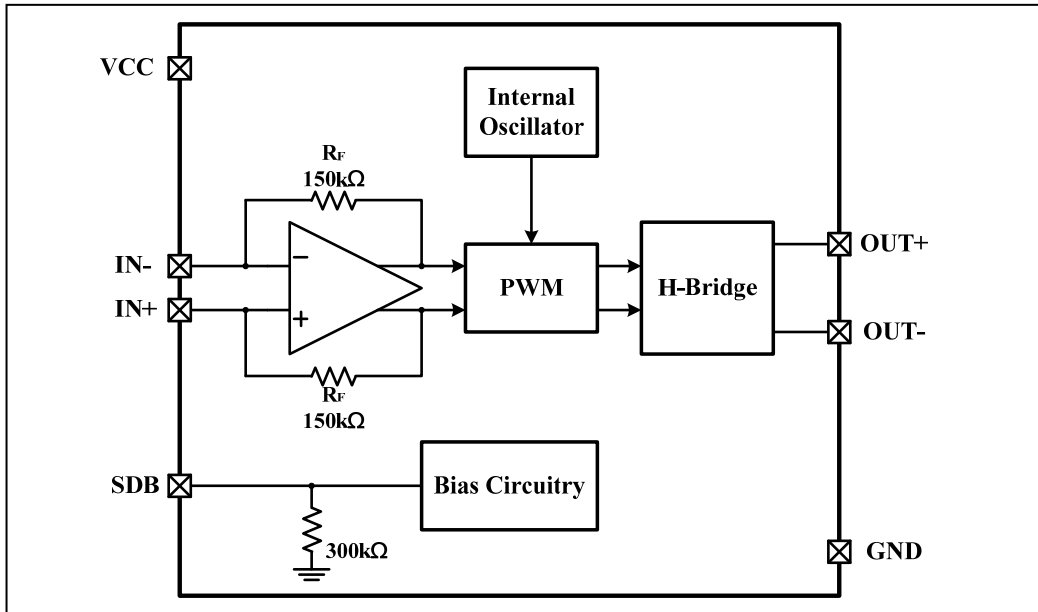 VCC
Internal
Oscillator
RF
150kΩ
IN-
IN+
−
+
PWM
H-Bridge
OUT+
OUT-
RF
150kΩ
SDB
Bias Circuitry
300kΩ
GND